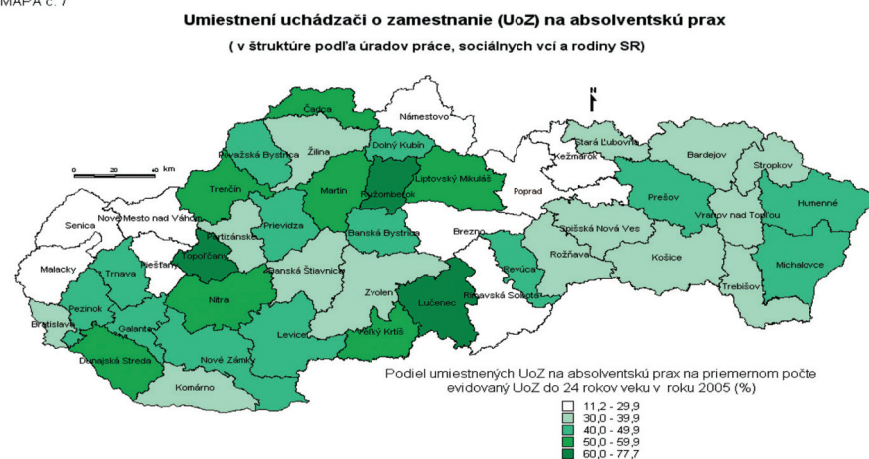 MAPA č. 7
Umiestnení uchádzači o zamestnanie (UoZ) na absolventskú prax
( v štruktúre podľa úradov práce, sociálnych vcí a rodiny SR)
N
Čadca
Námestovo
Stará Ľubovňa
Bardejov
Stropkov
Kežmarok
Považská Bystrica
Žilina
Dolný Kubín
0 20 40 km
Trenčín
Martin
Ružomberok
Liptovský Mikuláš
Poprad
Prešov
Humenné
Senica
Nové Mesto nad Váhom
Partizánske
Prievidza
Banská Bystrica
Brezno
Spišská Nová Ves
Vranov nad Topľou
Malacky
Trnava
Piešťany
Topoľčany
Banská Štiavnica
Revúca
Rožňava
Košice
Michalovce
Pezinok
Nitra
Zvolen
Lučenec
Rimavská Sobota
Trebišov
Bratislava
Galanta
Levice
Veľký Krtíš
Dunajská Streda
Nové Zámky
Komárno
Podiel umiestnených UoZ na absolventskú prax na priemernom počte
evidovaný UoZ do 24 rokov veku v roku 2005 (%)
11,2 - 29,9
30,0 - 39,9
40,0 - 49,9
50,0 - 59,9
60,0 - 77,7